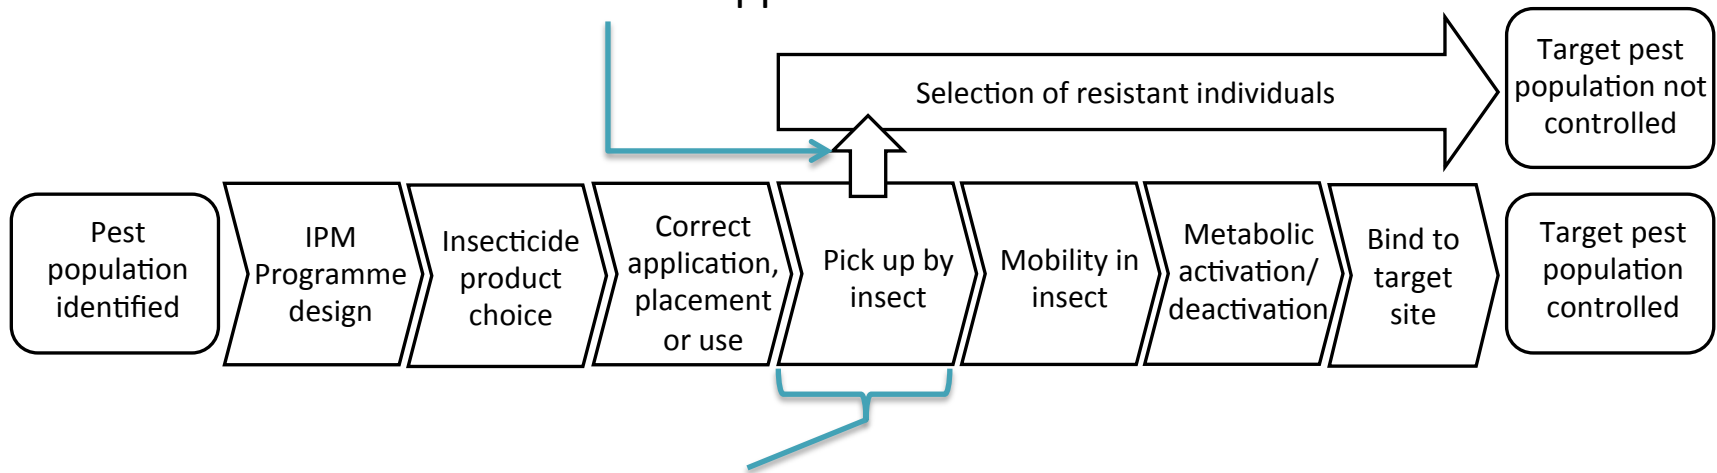 Selection of resistant individuals
Target pest
population not
controlled
Pest
population
identified
IPM
Programme
design
Insecticide
product
choice
Correct
application,
placement
or use
Pick up by
insect
Mobility in
insect
Metabolic
activation/
deactivation
Bind to
target
site
Target pest
population
controlled